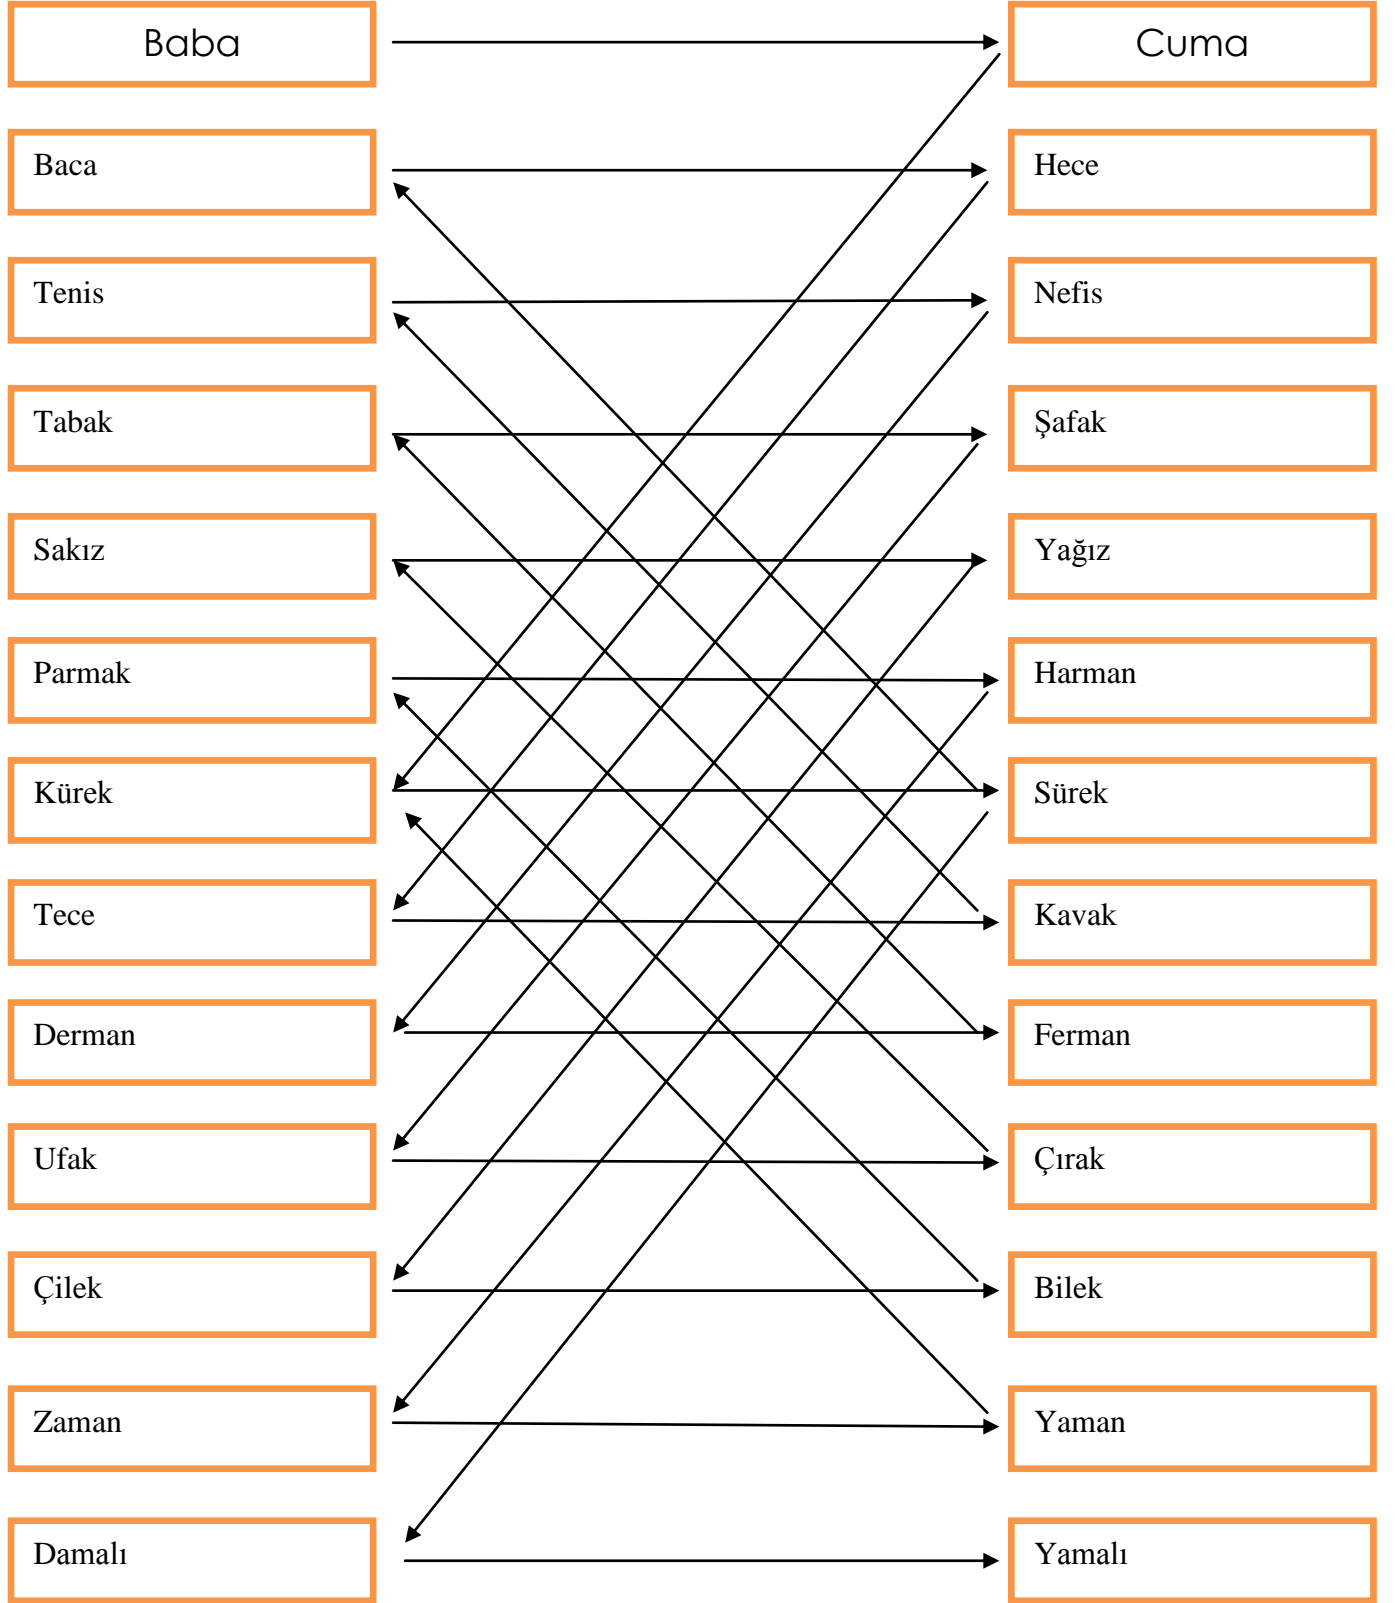 Baba
Cuma
Baca
Hece
Tenis
Nefis
Tabak
Şafak
Sakız
Yağız
Parmak
Harman
Kürek
Sürek
Tece
Kavak
Derman
Ferman
Ufak
Çırak
Çilek
Bilek
Zaman
Yaman
Damalı
Yamalı